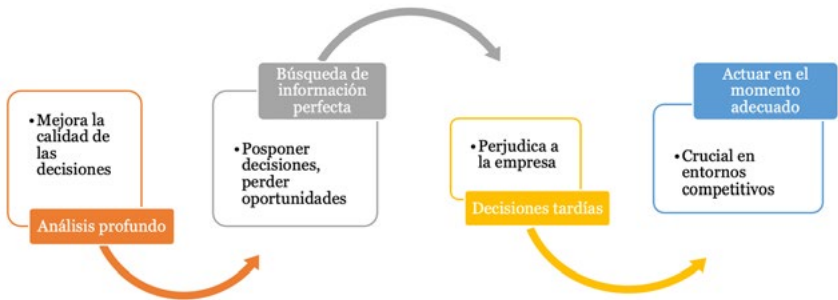 • Mejora la
calidad de
las
decisiones
Análisis profundo
Búsqueda de
información
perfecta
• Posponer
decisiones,
perder
oportunidades
• Perjudica a
la empresa
Decisiones tardías
Actuar en el
momento
adecuado
• Crucial en
entornos
competitivos